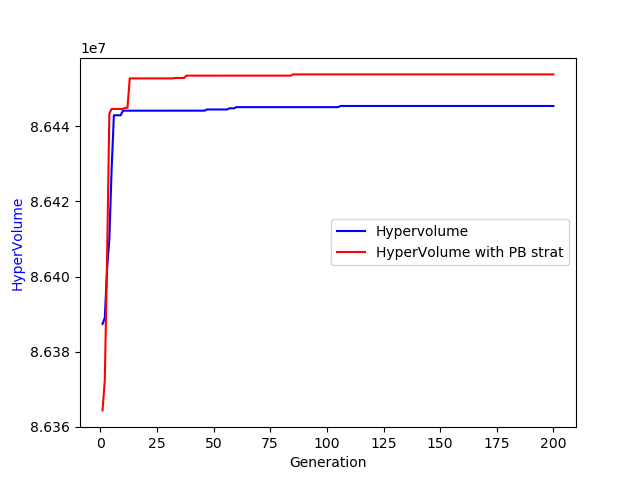 1e7
8.644
8.642
8.640
8.638
8.636
HyperVolume
Hypervolume
HyperVolume with PB strat
0 25 50 75 100 125 150 175 200
Generation